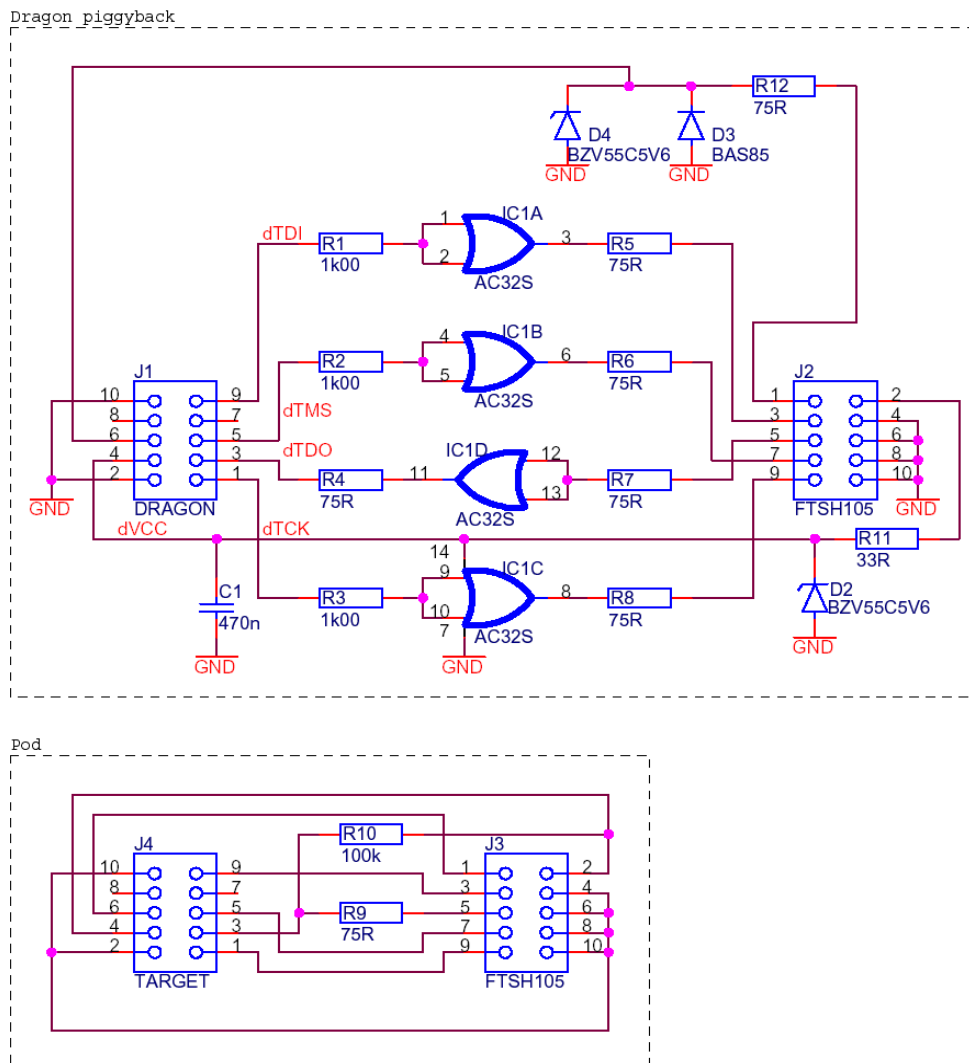 Dragon piggyback
R12
75R
D4
BZV55C5V6
D3
BAS85
GND
GND
dTDI
R1
1k00
1
2
IC1A
3
AC32S
R5
75R
R2
1k00
4
5
IC1B
6
AC32S
R6
75R
J1
10
8
6
4
2
9
7
5
3
1
DRAGON
GND
dTMS
dTDO
R4
75R
11
IC1D
12
13
AC32S
R7
75R
J2
1
3
5
7
9
2
4
6
8
10
FTSH105
GND
dVCC
dTCK
R11
33R
C1
470n
GND
R3
1k00
14
9
10
7
IC1C
8
AC32S
GND
R8
75R
D2
BZV55C5V6
GND
Pod
R10
100k
J4
10
8
6
4
2
9
7
5
3
1
TARGET
R9
75R
J3
1
3
5
7
9
2
4
6
8
10
FTSH105